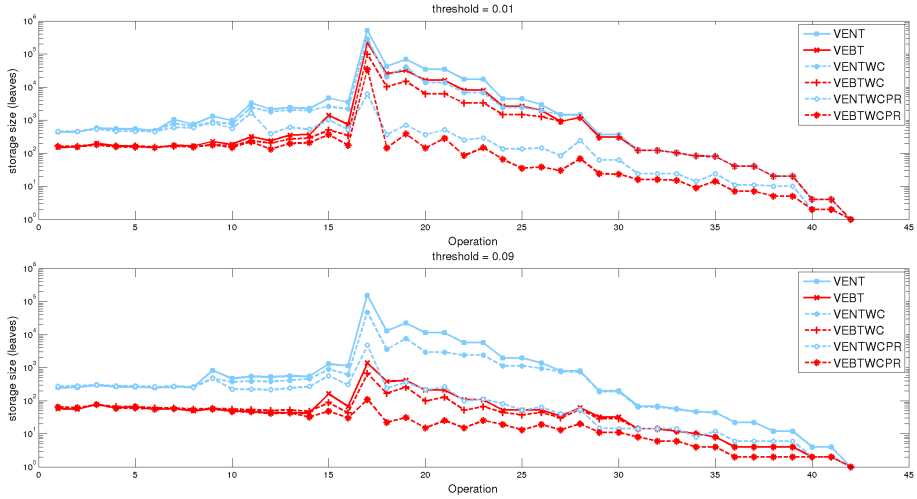 threshold = 0.01
storage size (leaves)
10^6
10^5
10^4
10^3
10^2
10^1
10^0
0 5 10 15 20 25 30 35 40 45
Operation
VENT
VEBT
VENTWC
VEBTWC
VENTWCPR
VEBTWCPR
threshold = 0.09
storage size (leaves)
10^6
10^5
10^4
10^3
10^2
10^1
10^0
0 5 10 15 20 25 30 35 40 45
Operation
VENT
VEBT
VENTWC
VEBTWC
VENTWCPR
VEBTWCPR